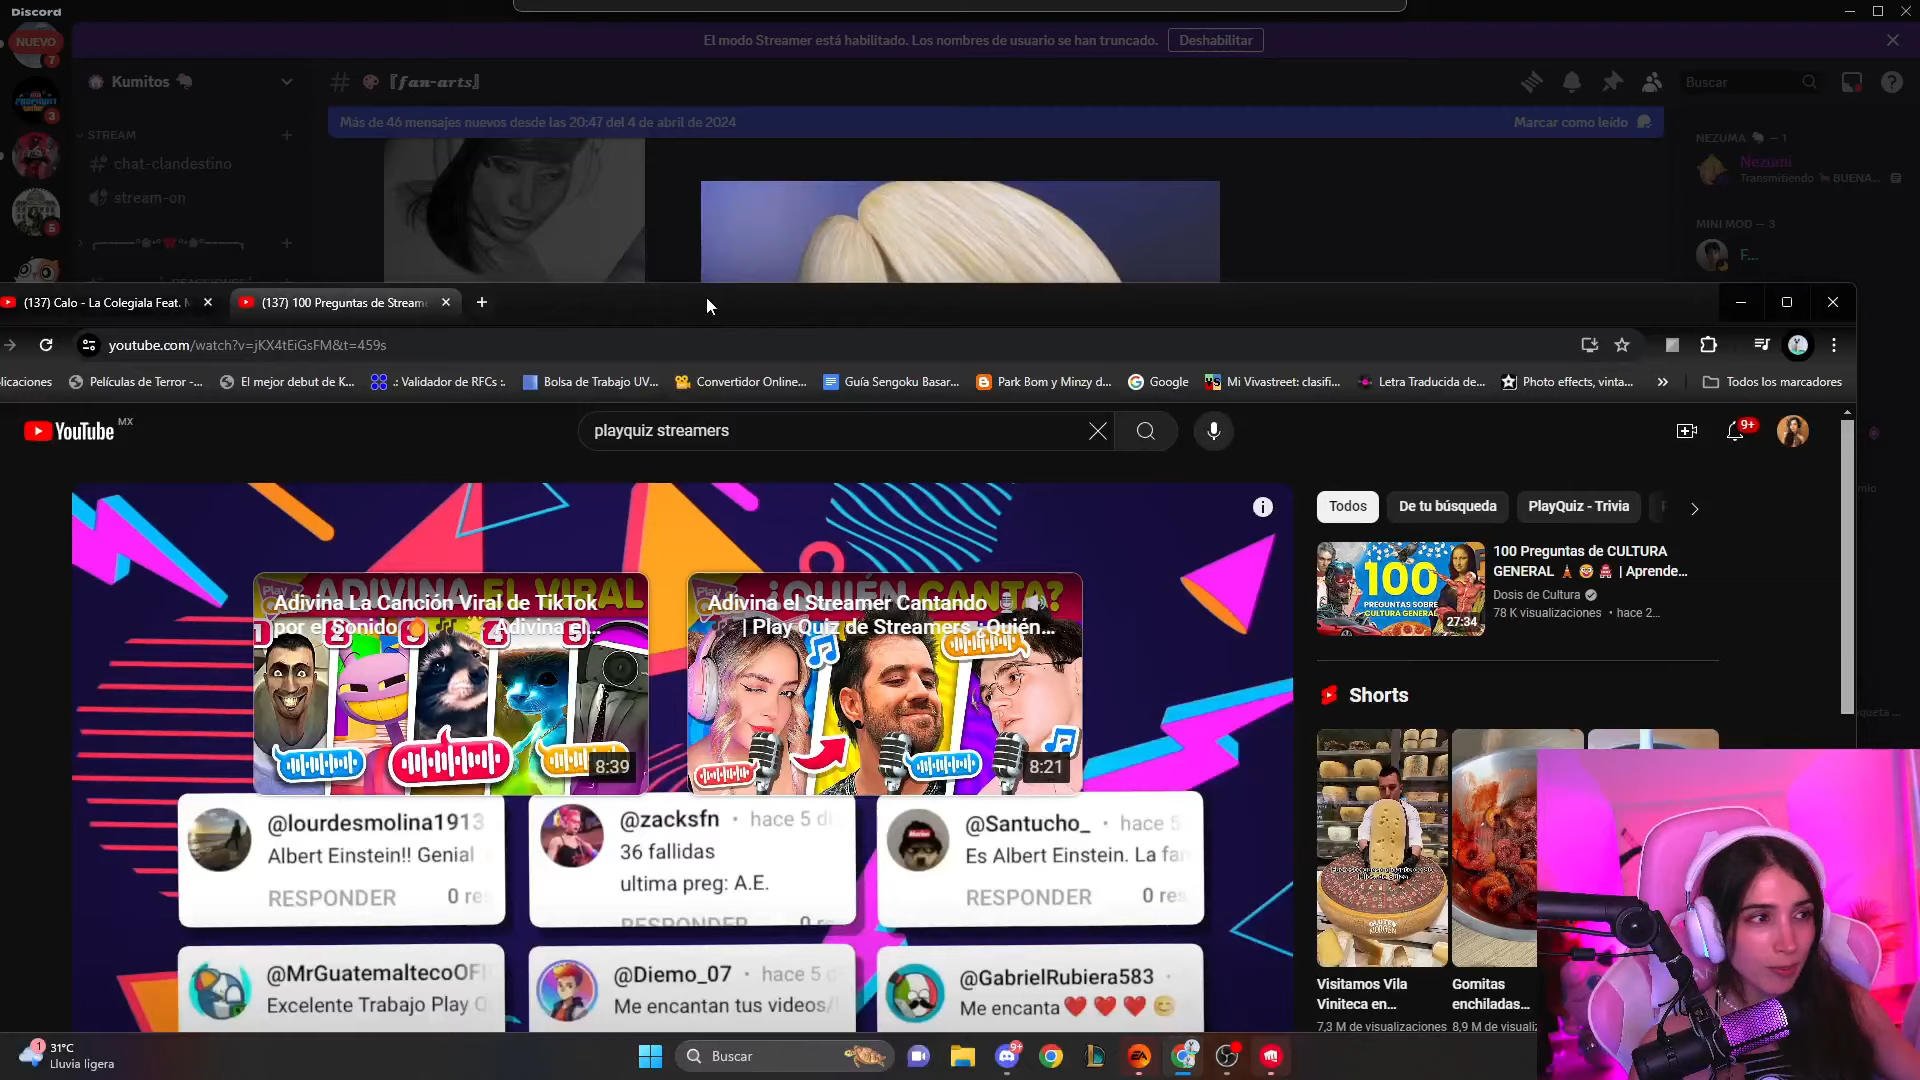 Discord
El modo Streamer está habilitado. Los nombres de usuario se han truncado.
Deshabilitar
NUEVO
7
3
5
Kumitos
STREAM
chat-clandestino
stream-on
『fan-arts』
Buscar
Más de 46 mensajes nuevos desde las 20:47 del 4 de abril de 2024
Marcar como leído
NEZUMA — 1
Nezumi
Transmitiendo BUENA...
MINI MOD — 3
F...
(137) Calo - La Colegiala Feat.
(137) 100 Preguntas de Stream
youtube.com/watch?v=jKX4tEiGsFM&t=459s
licaciones
Películas de Terror -...
El mejor debut de K...
.: Validador de RFCs :.
Bolsa de Trabajo UV...
Convertidor Online...
Guía Sengoku Basar...
Park Bom y Minzy d...
Google
Mi Vivastreet: clasifi...
Letra Traducida de...
Photo effects, vinta...
Todos los marcadores
YouTube MX
playquiz streamers
9+
ADIVINA EL VIRAL
Adivina La Canción Viral de TikTok
por el Sonido
Adivina el...
1 2 3 4 5
8:39
¿QUIÉN CANTA?
Adivina el Streamer Cantando
| Play Quiz de Streamers ¿Quién...
8:21
@lourdesmolina1913
Albert Einstein!! Genial
RESPONDER 0 re
@zacksfn · hace 5 d
36 fallidas
ultima preg: A.E.
RESPONDER 0 r
@Santucho_ · hace 5
Es Albert Einstein. La fa
RESPONDER 0 re
@MrGuatemaltecoOF
Excelente Trabajo Play Q
@Diemo_07 · hace 5 d
Me encantan tus videos/
@GabrielRubiera583 ·
Me encanta❤️❤️❤️😊
Todos
De tu búsqueda
PlayQuiz - Trivia
100
PREGUNTAS SOBRE
CULTURA GENERAL
27:34
100 Preguntas de CULTURA
GENERAL | Aprende...
Dosis de Cultura
78 K visualizaciones • hace 2...
Shorts
Visitamos Vila
Viniteca en...
7,3 M de visualizaciones
Gomitas
enchiladas...
8,9 M de visualiz
1
31°C
Lluvia ligera
Buscar
9+
EA